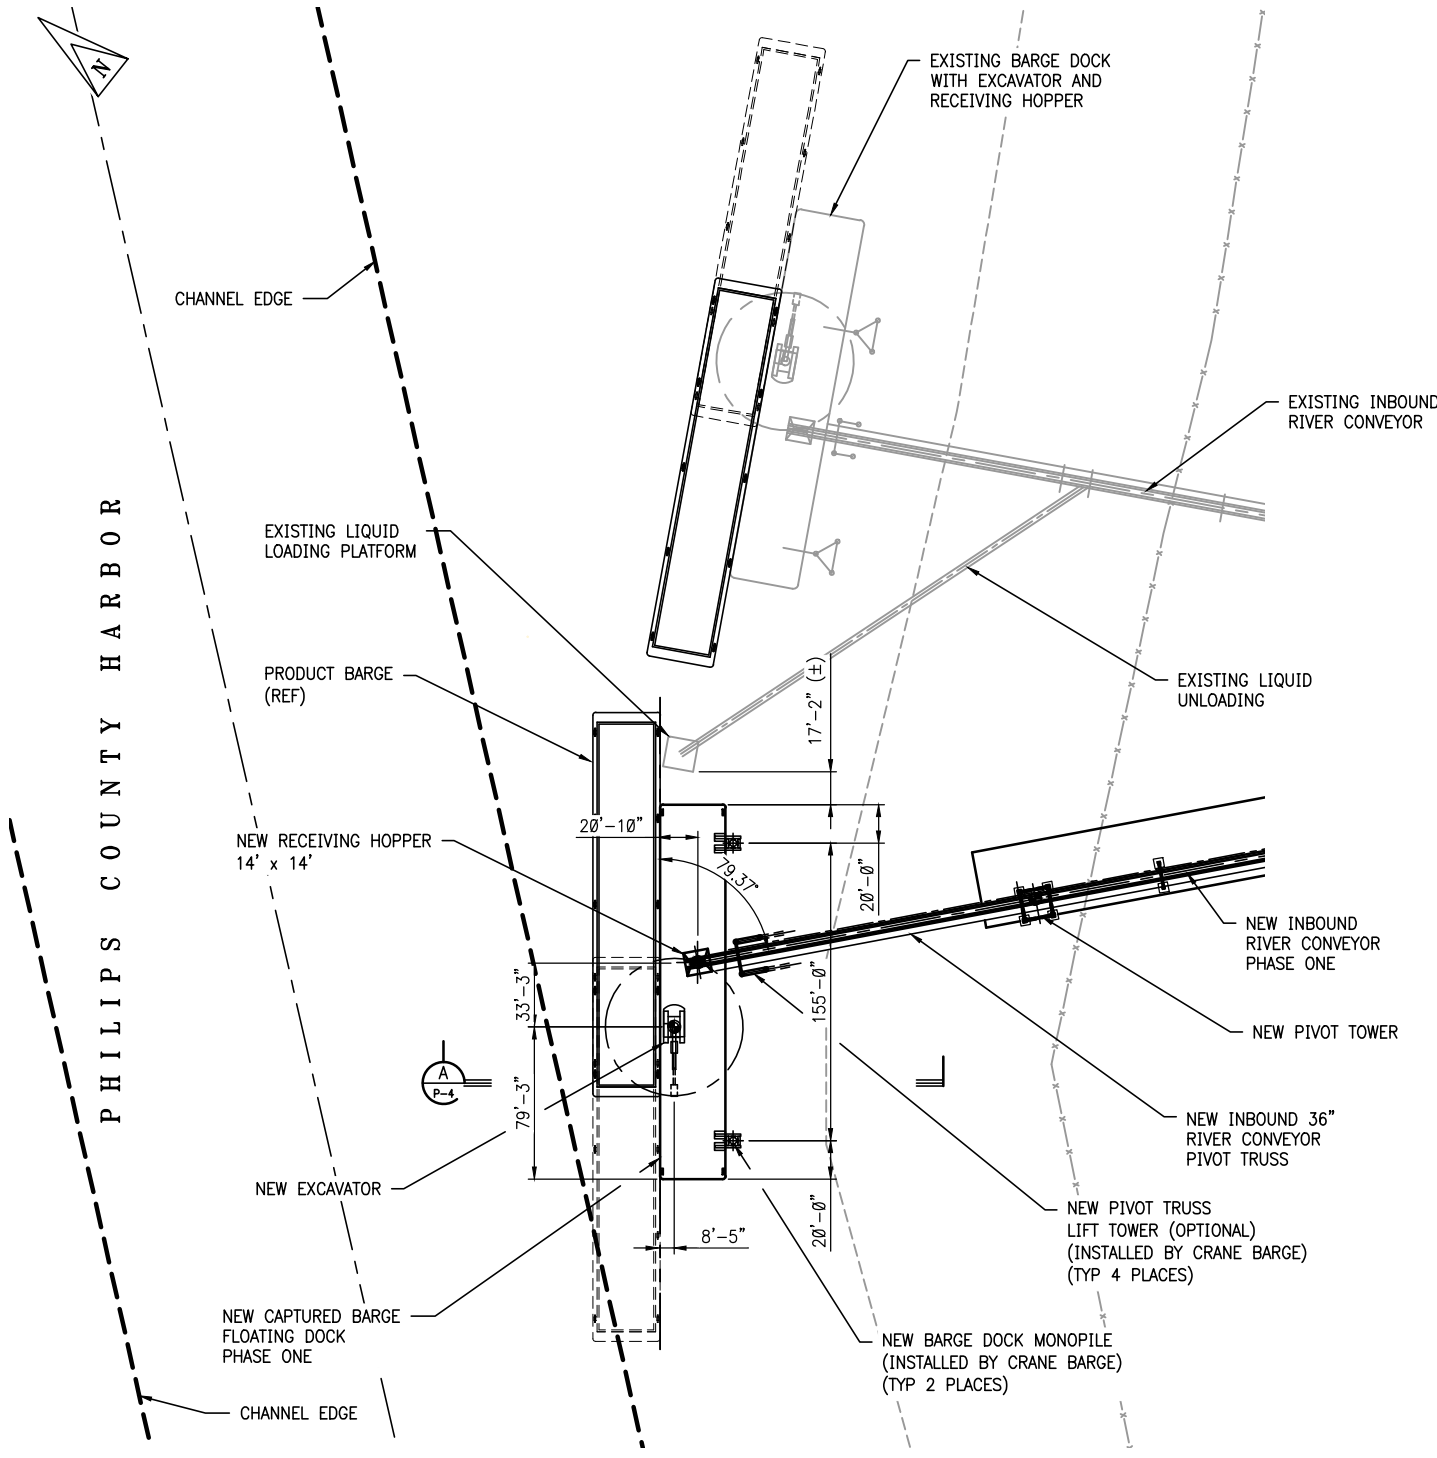 N
EXISTING BARGE DOCK
WITH EXCAVATOR AND
RECEIVING HOPPER
CHANNEL EDGE
EXISTING INBOUND
RIVER CONVEYOR
PHILIPS COUNTY HARBOR
EXISTING LIQUID
LOADING PLATFORM
PRODUCT BARGE
(REF)
17'-2" (±)
EXISTING LIQUID
UNLOADING
20'-10"
NEW RECEIVING HOPPER
14' x 14'
79.37°
20'-0"
NEW INBOUND
RIVER CONVEYOR
PHASE ONE
33'-3"
155'-0"
NEW PIVOT TOWER
A
P-4
79'-3"
NEW INBOUND 36"
RIVER CONVEYOR
PIVOT TRUSS
NEW EXCAVATOR
8'-5"
20'-0"
NEW PIVOT TRUSS
LIFT TOWER (OPTIONAL)
(INSTALLED BY CRANE BARGE)
(TYP 4 PLACES)
NEW CAPTURED BARGE
FLOATING DOCK
PHASE ONE
NEW BARGE DOCK MONOPILE
(INSTALLED BY CRANE BARGE)
(TYP 2 PLACES)
CHANNEL EDGE